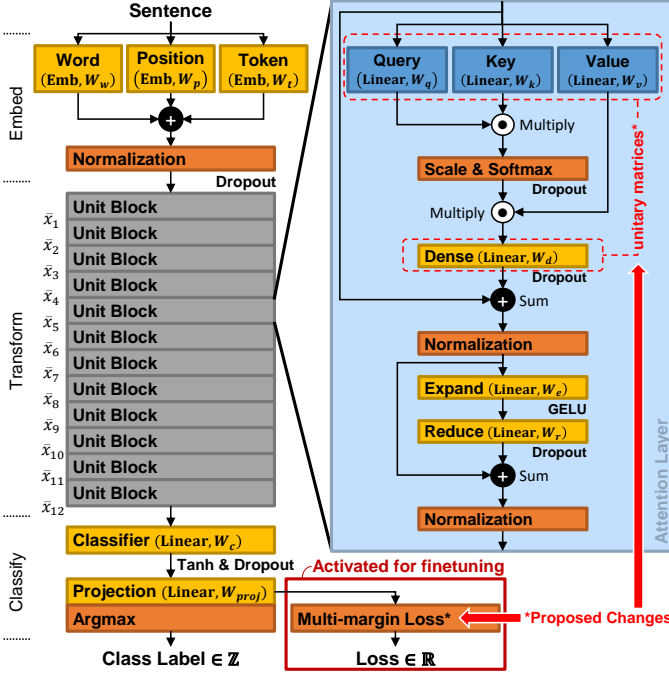 Sentence
Embed
Word
(Emb, W_w)
Position
(Emb, W_p)
Token
(Emb, W_t)
+
Normalization
Dropout
Transform
Unit Block
x̄_1
Unit Block
x̄_2
Unit Block
x̄_3
Unit Block
x̄_4
Unit Block
x̄_5
Unit Block
x̄_6
Unit Block
x̄_7
Unit Block
x̄_8
Unit Block
x̄_9
Unit Block
x̄_10
Unit Block
x̄_11
Unit Block
x̄_12
Classify
Classifier (Linear, W_c)
Tanh & Dropout
Projection (Linear, W_proj)
Argmax
Class Label ∈ ℤ
Activated for finetuning
Multi-margin Loss*
Loss ∈ ℝ
*Proposed Changes
Query
(Linear, W_q)
Key
(Linear, W_k)
Value
(Linear, W_v)
Multiply
Scale & Softmax
Dropout
Multiply
Dense (Linear, W_d)
Dropout
+
Sum
Normalization
Expand (Linear, W_e)
GELU
Reduce (Linear, W_r)
Dropout
+
Sum
Normalization
unitary matrices*
Attention Layer